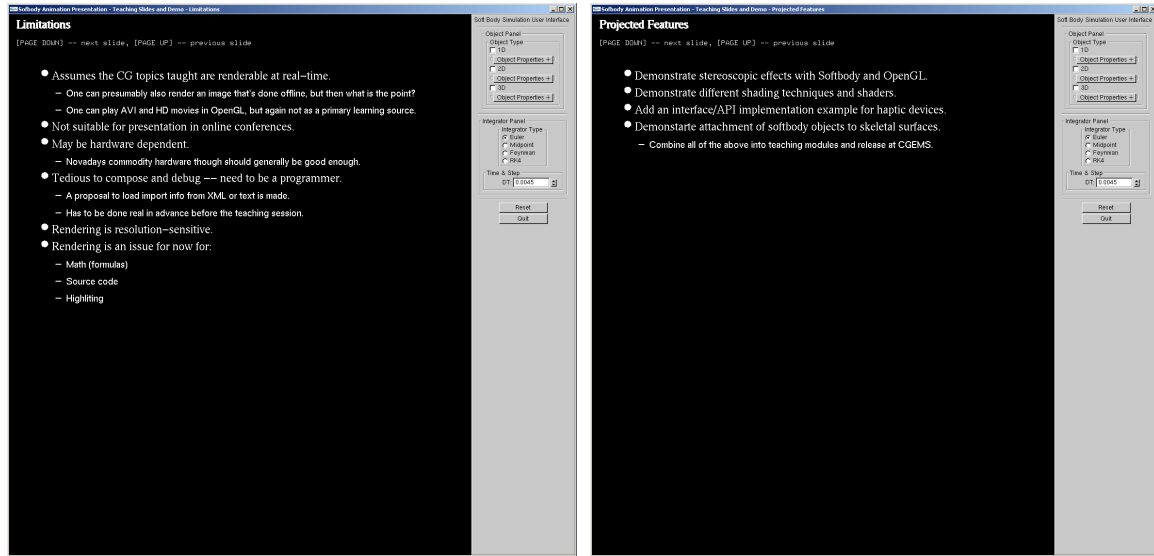 Sofbody Animation Presentation - Teaching Slides and Demo - Limitations
Limitations
[PAGE DOWN] -- next slide, [PAGE UP] -- previous slide
Assumes the CG topics taught are renderable at real-time.
– One can presumably also render an image that's done offline, but then what is the point?
– One can play AVI and HD movies in OpenGL, but again not as a primary learning source.
Not suitable for presentation in online conferences.
May be hardware dependent.
– Novadays commodity hardware though should generally be good enough.
Tedious to compose and debug -- need to be a programmer.
– A proposal to load import info from XML or text is made.
– Has to be done real in advance before the teaching session.
Rendering is resolution-sensitive.
Rendering is an issue for now for:
– Math (formulas)
– Source code
– Highliting
Soft Body Simulation User Interface
Object Panel
Object Type
1D
Object Properties +
2D
Object Properties +
3D
Object Properties +
Integrator Panel
Integrator Type
Euler
Midpoint
Feynman
RK4
Time & Step
DT: 0.0045
Reset
Quit
Sofbody Animation Presentation - Teaching Slides and Demo - Projected Features
Projected Features
[PAGE DOWN] -- next slide, [PAGE UP] -- previous slide
Demonstrate stereoscopic effects with Softbody and OpenGL.
Demonstrate different shading techniques and shaders.
Add an interface/API implementation example for haptic devices.
Demonstarte attachment of softbody objects to skeletal surfaces.
– Combine all of the above into teaching modules and release at CGEMS.
Soft Body Simulation User Interface
Object Panel
Object Type
1D
Object Properties +
2D
Object Properties +
3D
Object Properties +
Integrator Panel
Integrator Type
Euler
Midpoint
Feynman
RK4
Time & Step
DT: 0.0045
Reset
Quit